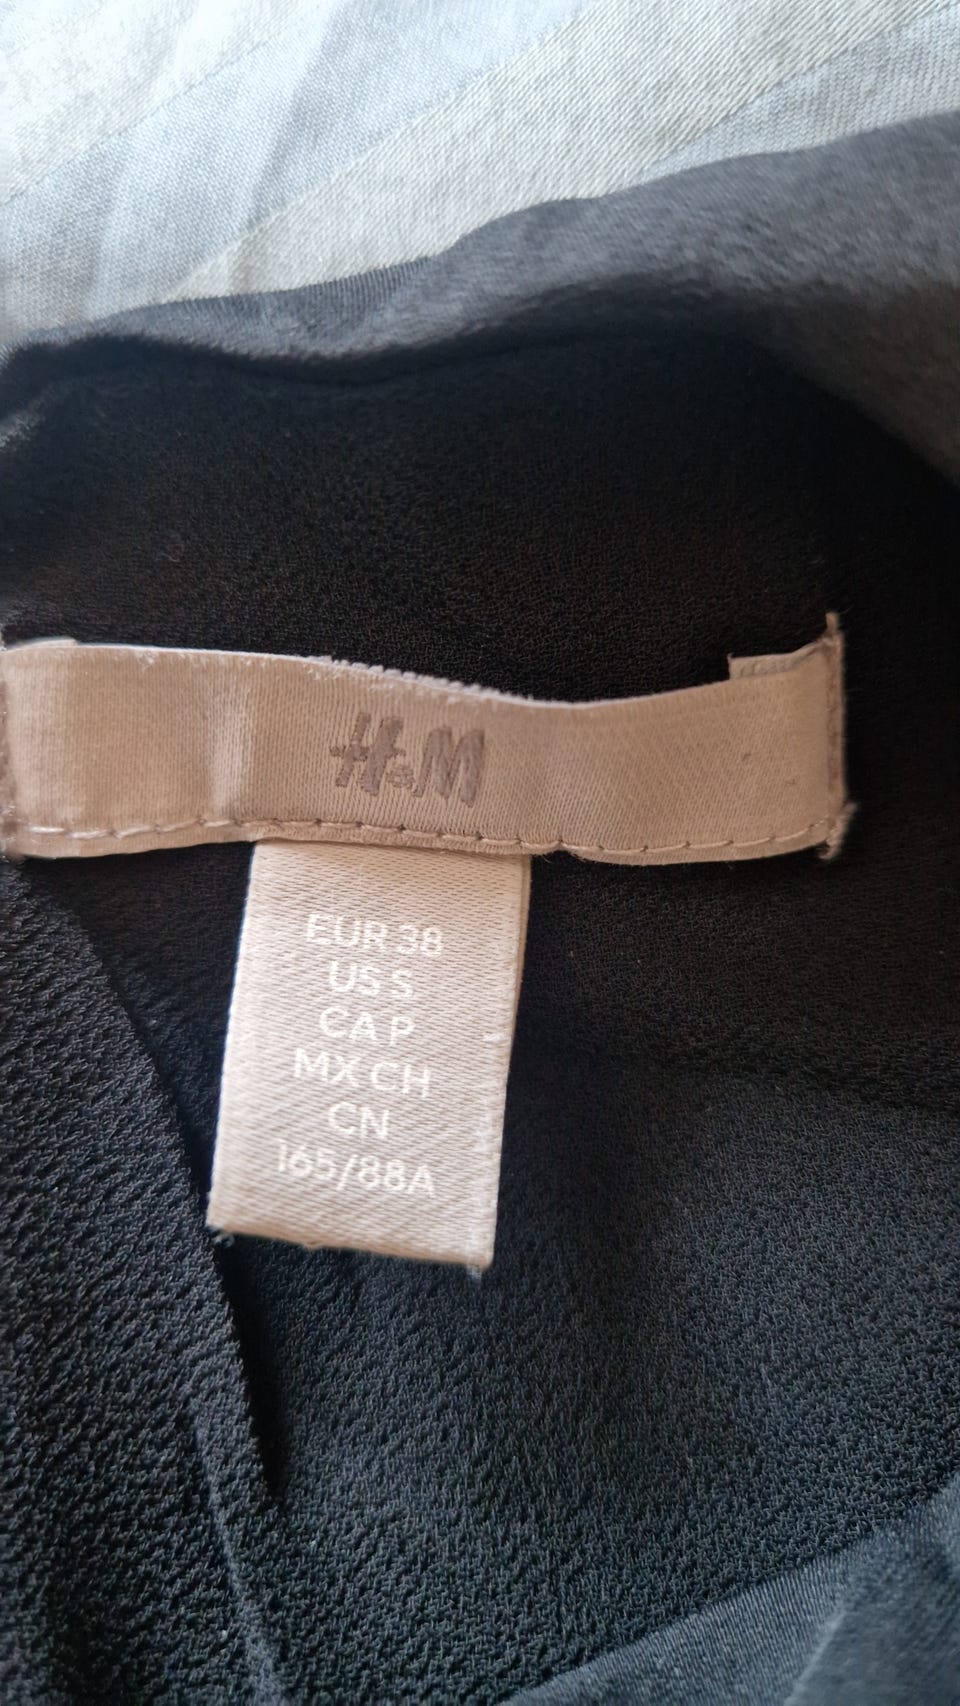 H&M
EUR 38
US S
CA P
MX CH
CN
165/88A